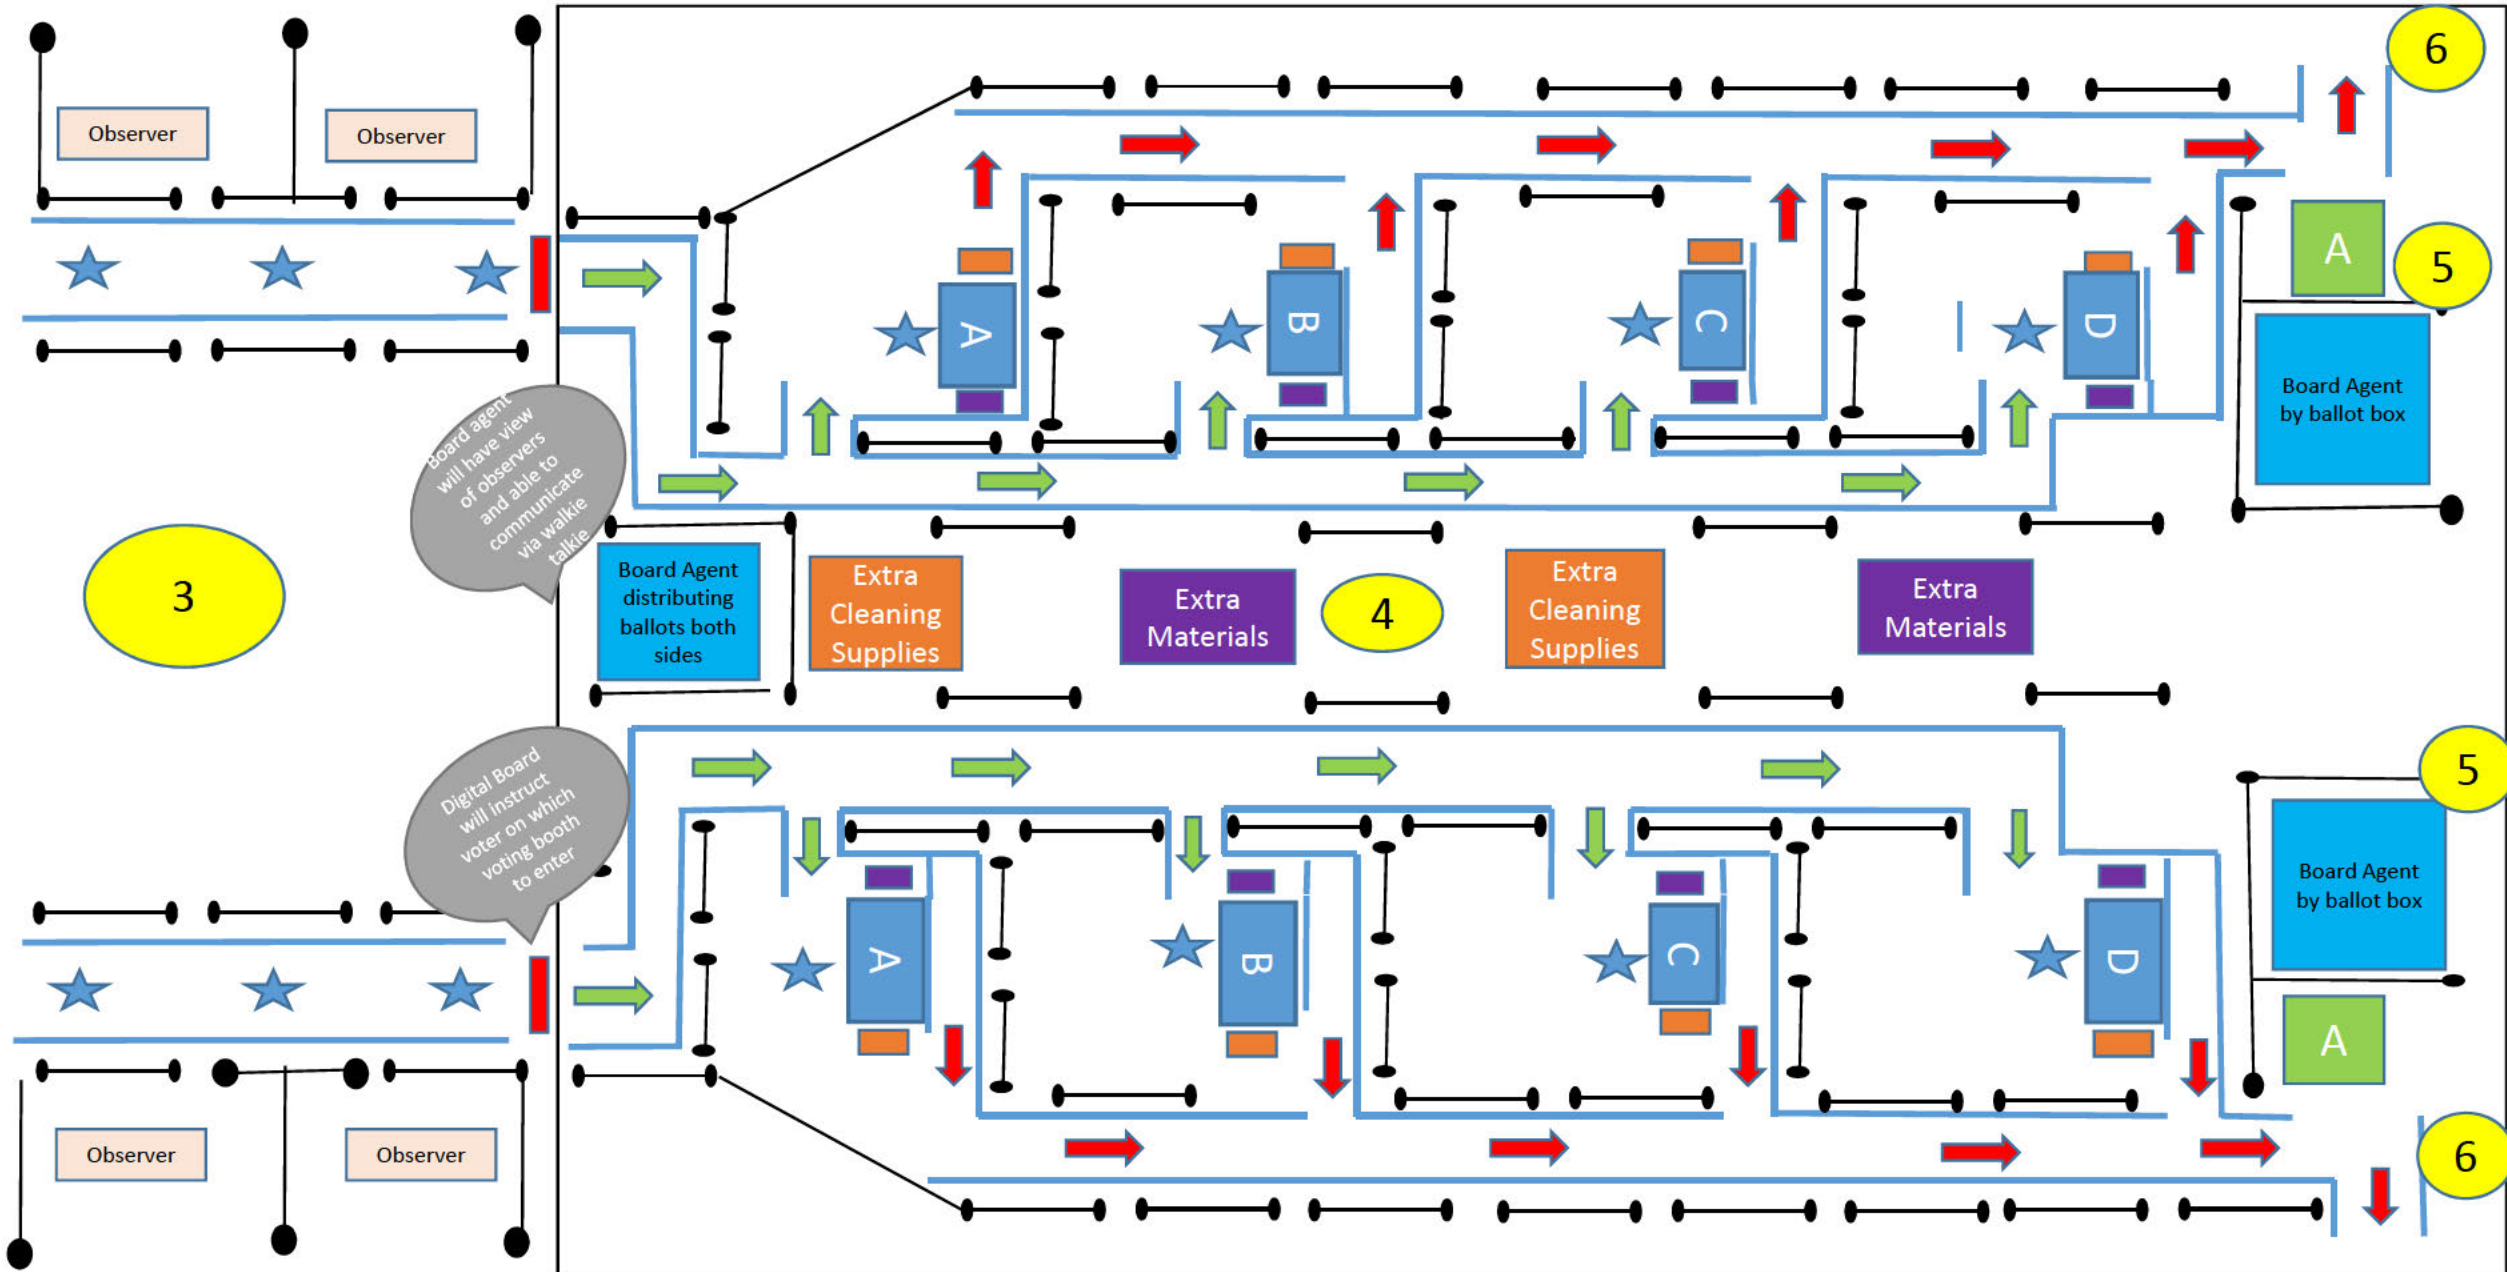 6
Observer
Observer
A
5
A
B
C
D
Board Agent
by ballot box
Board agent
will have view
of observers
and able to
communicate
via walkie
talkie
3
Board Agent
distributing
ballots both
sides
Extra
Cleaning
Supplies
Extra
Materials
4
Extra
Cleaning
Supplies
Extra
Materials
Digital Board
will instruct
voter on which
voting booth
to enter
5
Board Agent
by ballot box
A
B
C
D
A
Observer
Observer
6